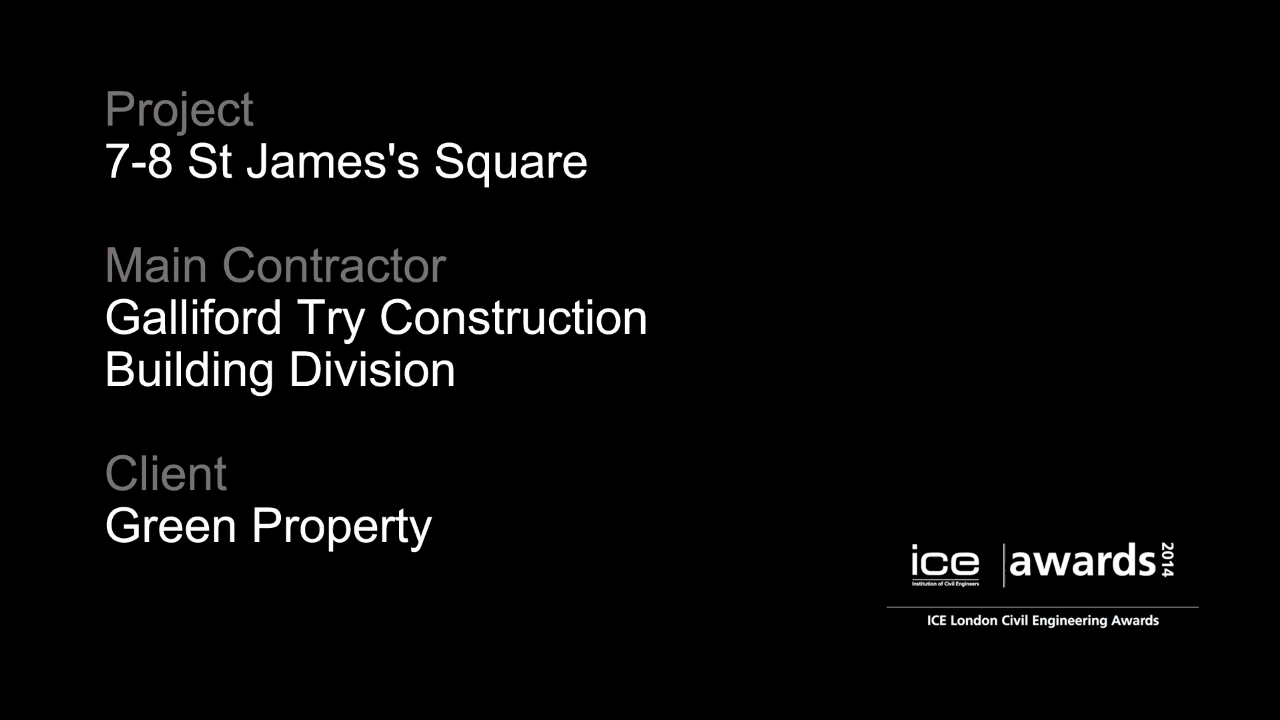 Project
7-8 St James's Square
Main Contractor
Galliford Try Construction
Building Division
Client
Green Property
ice awards 2014
Institution of Civil Engineers
ICE London Civil Engineering Awards